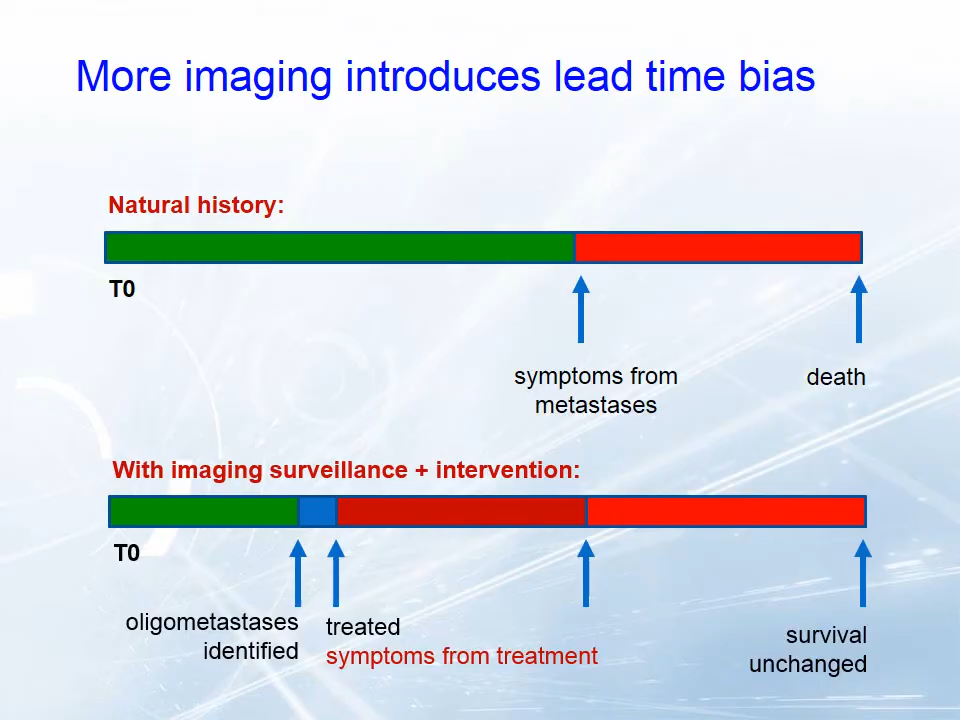 More imaging introduces lead time bias
Natural history:
T0
symptoms from
metastases
death
With imaging surveillance + intervention:
T0
oligometastases
identified
treated
symptoms from treatment
survival
unchanged